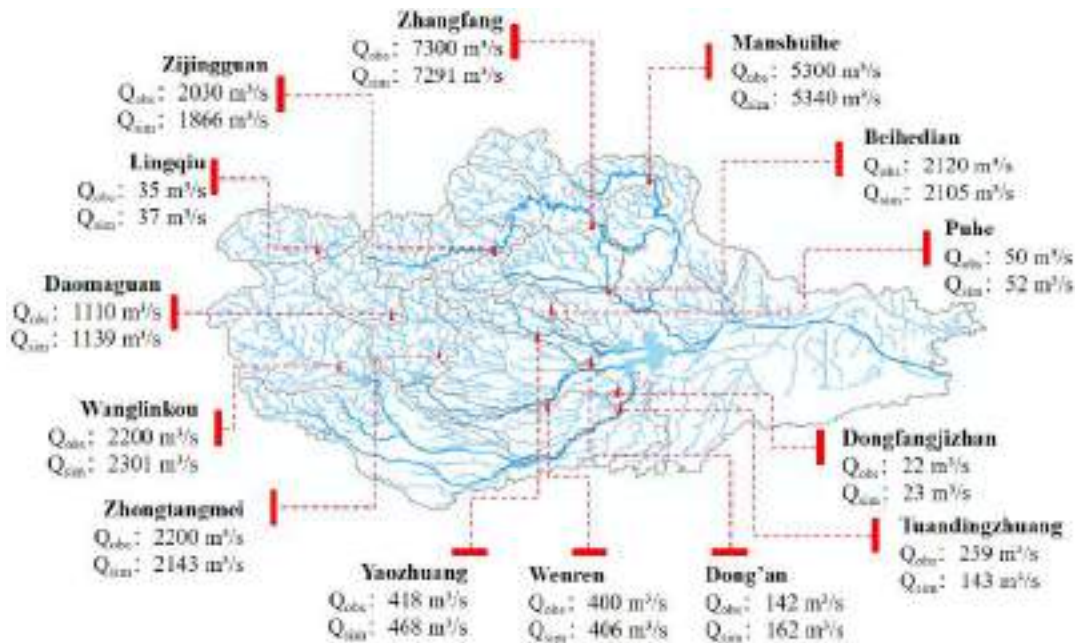 Zhangfang
Qobs: 7300 m³/s
Qsim: 7291 m³/s
Manshuihe
Qobs: 5300 m³/s
Qsim: 5340 m³/s
Zijingguan
Qobs: 2030 m³/s
Qsim: 1866 m³/s
Beihedian
Qobs: 2120 m³/s
Qsim: 2105 m³/s
Lingqiu
Qobs: 35 m³/s
Qsim: 37 m³/s
Puhe
Qobs: 50 m³/s
Qsim: 52 m³/s
Daomaguan
Qobs: 1110 m³/s
Qsim: 1139 m³/s
Wanglinkou
Qobs: 2200 m³/s
Qsim: 2301 m³/s
Dongfangjizhan
Qobs: 22 m³/s
Qsim: 23 m³/s
Zhongtangmei
Qobs: 2200 m³/s
Qsim: 2143 m³/s
Tuandingzhuang
Qobs: 259 m³/s
Qsim: 143 m³/s
Yaozhuang
Qobs: 418 m³/s
Qsim: 468 m³/s
Wenren
Qobs: 400 m³/s
Qsim: 406 m³/s
Dong'an
Qobs: 142 m³/s
Qsim: 162 m³/s